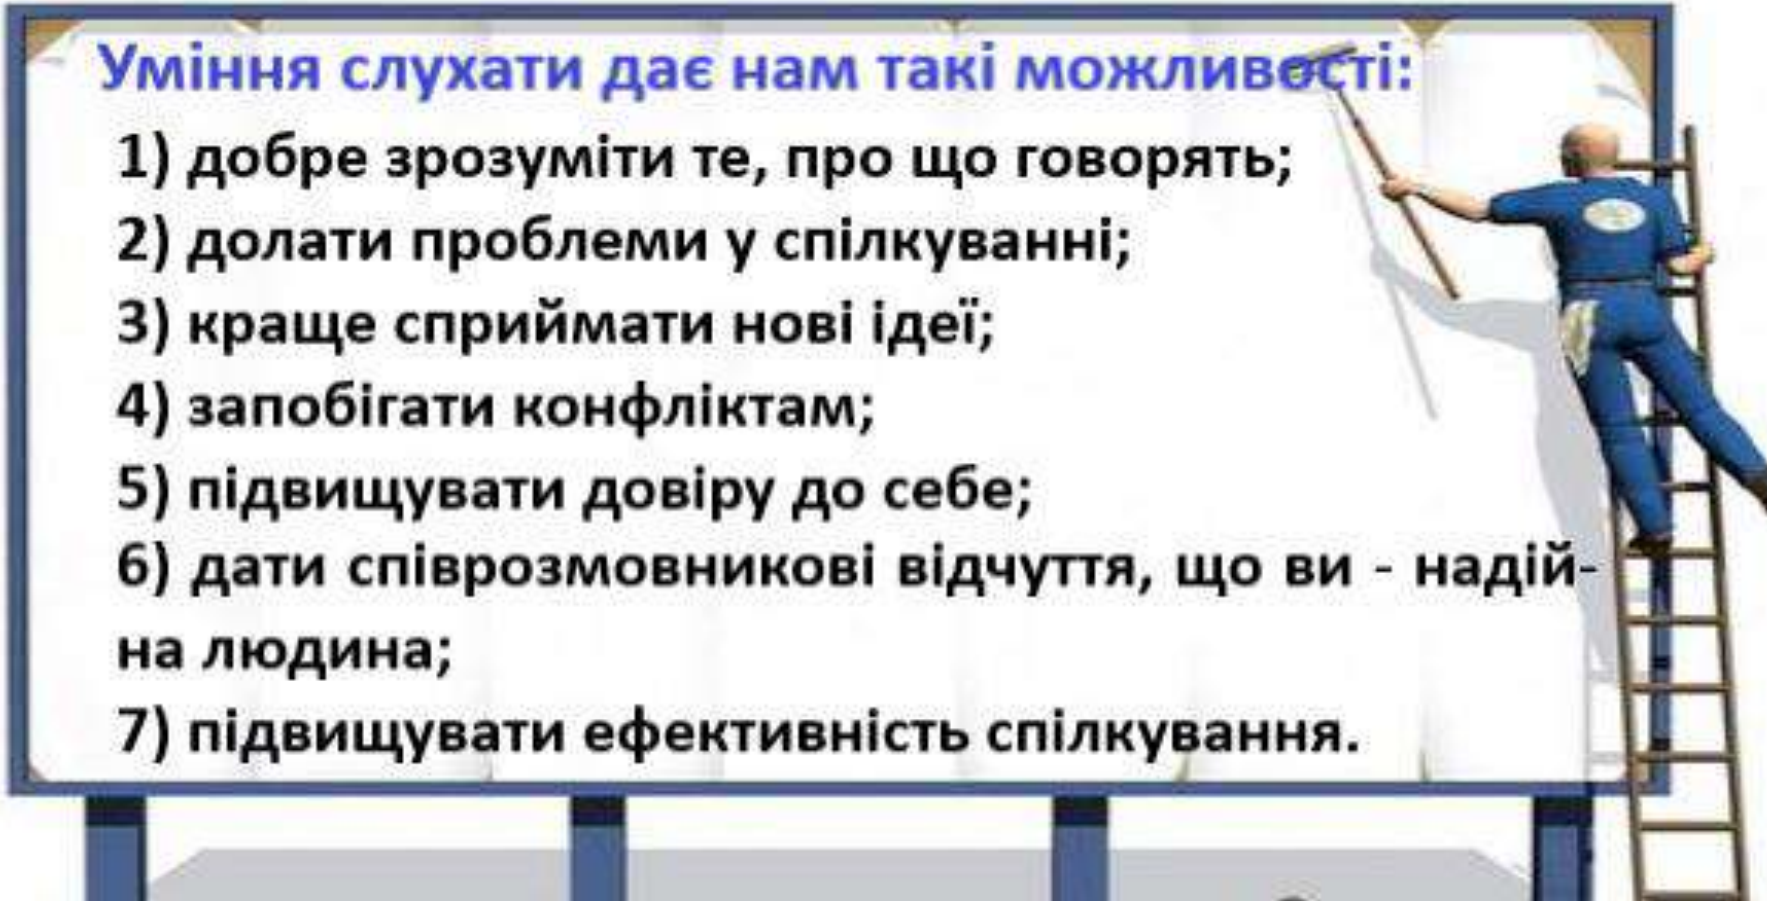 Уміння слухати дає нам такі можливості:
1) добре зрозуміти те, про що говорять;
2) долати проблеми у спілкуванні;
3) краще сприймати нові ідеї;
4) запобігати конфліктам;
5) підвищувати довіру до себе;
6) дати співрозмовникові відчуття, що ви - надій-
на людина;
7) підвищувати ефективність спілкування.